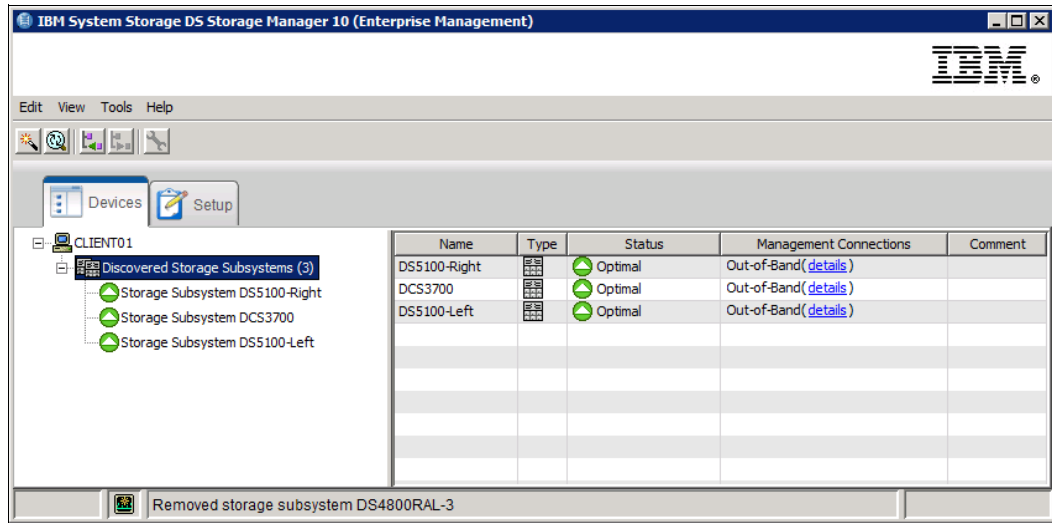 IBM System Storage DS Storage Manager 10 (Enterprise Management)
IBM®
Edit View Tools Help
Devices Setup
CLIENT01
Discovered Storage Subsystems (3)
Storage Subsystem DS5100-Right
Storage Subsystem DCS3700
Storage Subsystem DS5100-Left
Name Type Status Management Connections Comment
DS5100-Right Optimal Out-of-Band(details)
DCS3700 Optimal Out-of-Band(details)
DS5100-Left Optimal Out-of-Band(details)
Removed storage subsystem DS4800RAL-3